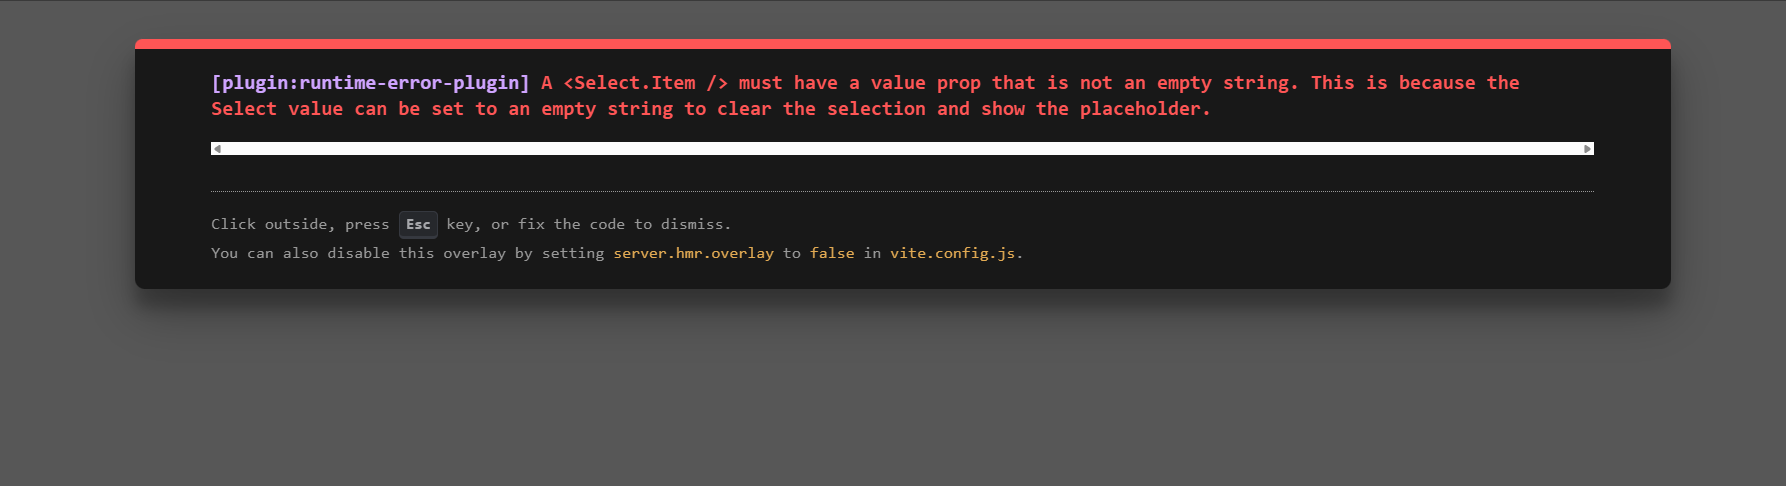 [plugin:runtime-error-plugin] A <Select.Item /> must have a value prop that is not an empty string. This is because the
Select value can be set to an empty string to clear the selection and show the placeholder.
Click outside, press Esc key, or fix the code to dismiss.
You can also disable this overlay by setting server.hmr.overlay to false in vite.config.js.